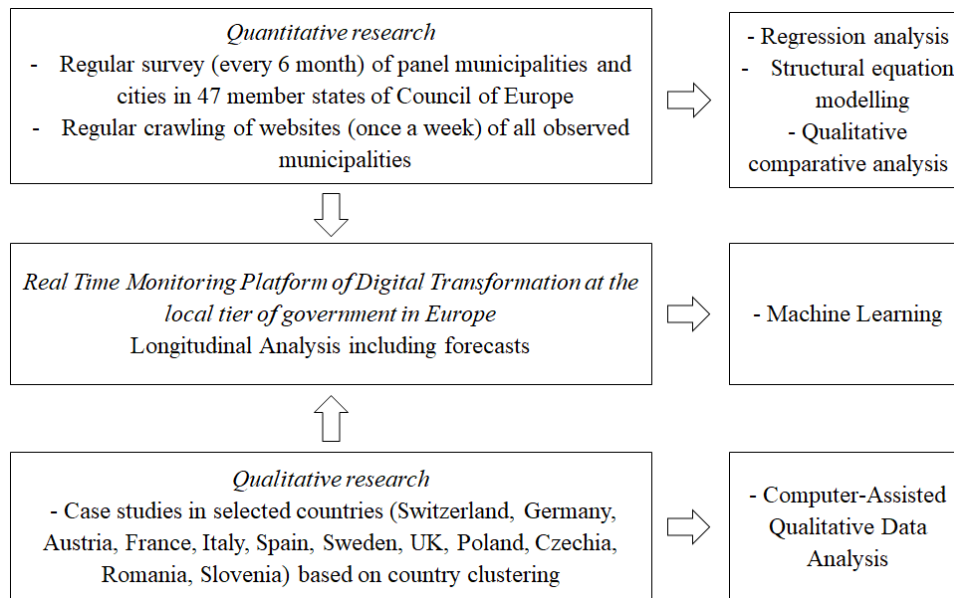 Quantitative research
- Regular survey (every 6 month) of panel municipalities and
cities in 47 member states of Council of Europe
- Regular crawling of websites (once a week) of all observed
municipalities
- Regression analysis
- Structural equation
modelling
- Qualitative
comparative analysis
Real Time Monitoring Platform of Digital Transformation at the
local tier of government in Europe
Longitudinal Analysis including forecasts
- Machine Learning
Qualitative research
- Case studies in selected countries (Switzerland, Germany,
Austria, France, Italy, Spain, Sweden, UK, Poland, Czechia,
Romania, Slovenia) based on country clustering
- Computer-Assisted
Qualitative Data
Analysis